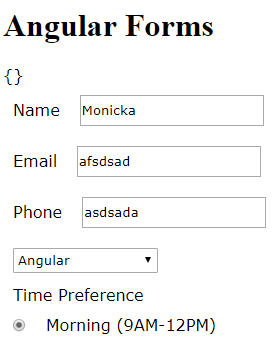 Angular Forms
{}
Name Monicka
Email afsdsad
Phone asdsada
Angular
Time Preference
Morning (9AM-12PM)